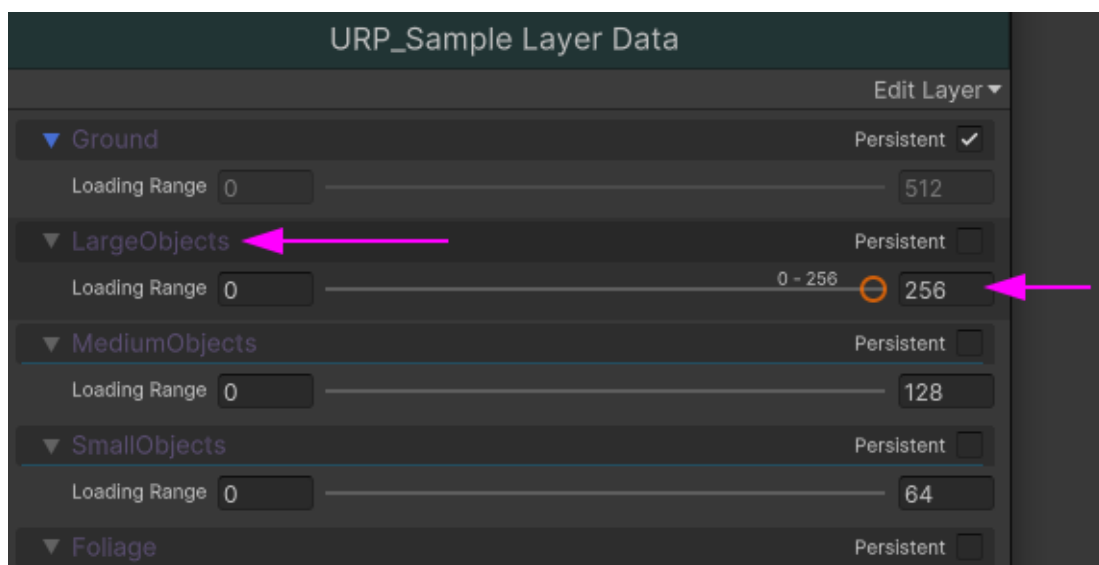 URP_Sample Layer Data
Edit Layer
Ground Persistent
Loading Range 0 512
LargeObjects Persistent
Loading Range 0 0 - 256 256
MediumObjects Persistent
Loading Range 0 128
SmallObjects Persistent
Loading Range 0 64
Foliage Persistent